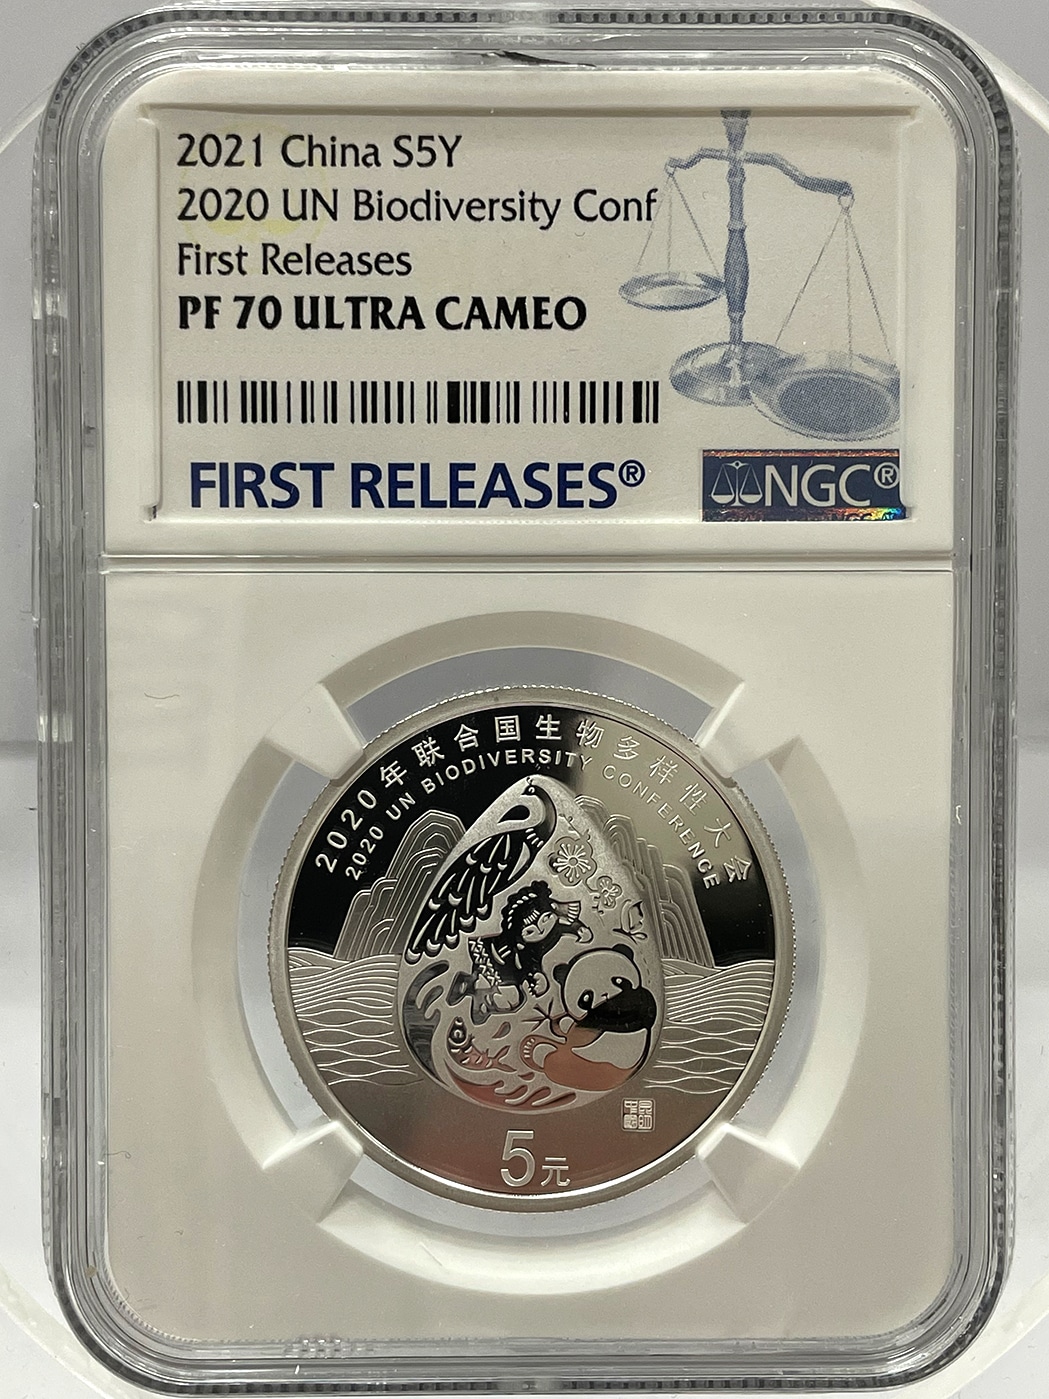 2021 China S5Y
2020 UN Biodiversity Conf
First Releases
PF 70 ULTRA CAMEO
FIRST RELEASES®
NGC®
2020年联合国生物多样性大会
2020 UN BIODIVERSITY CONFERENCE
5元